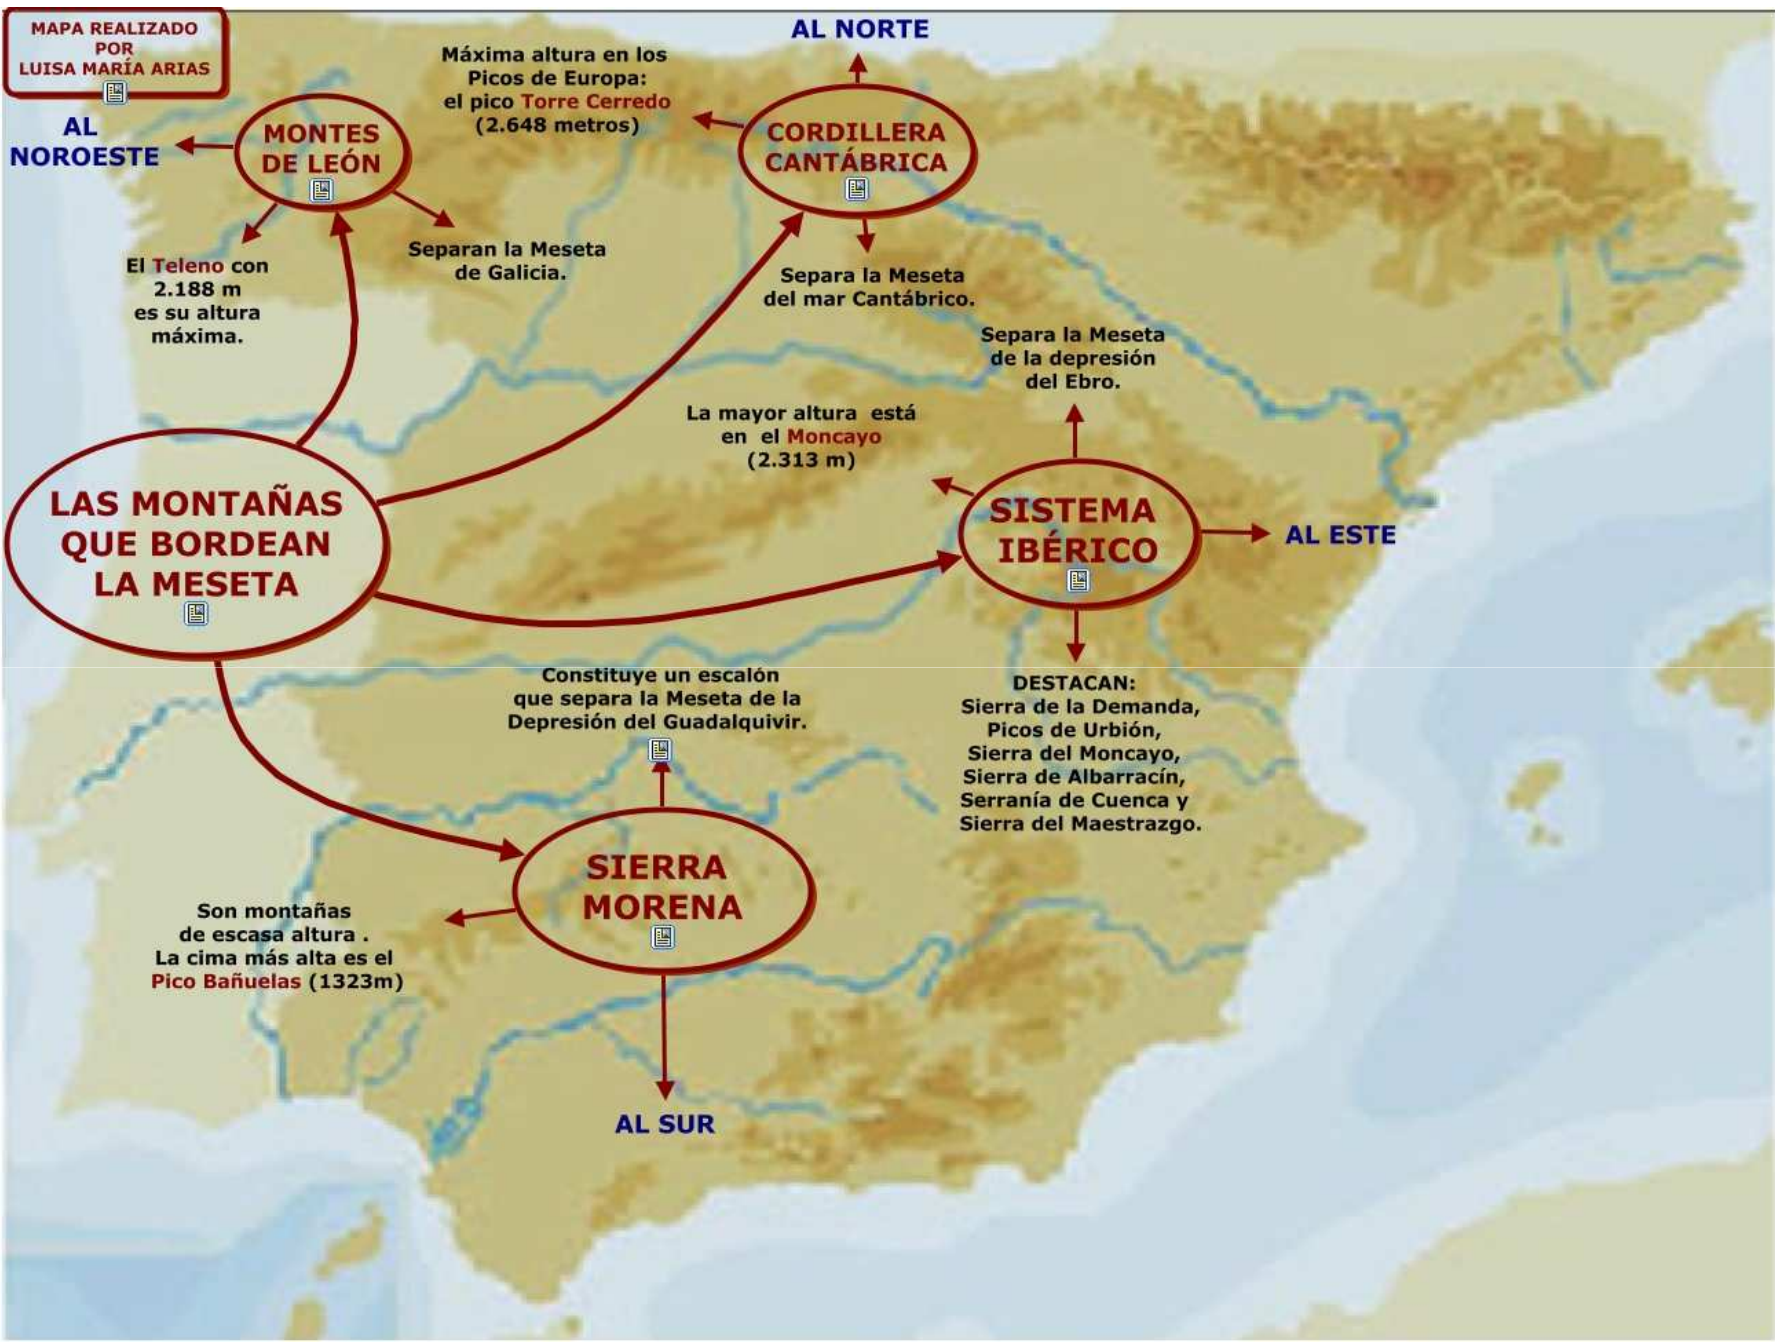 MAPA REALIZADO
POR
LUISA MARÍA ARIAS
AL NORTE
Máxima altura en los
Picos de Europa:
el pico Torre Cerredo
(2.648 metros)
AL
NOROESTE
MONTES
DE LEÓN
CORDILLERA
CANTÁBRICA
El Teleno con
2.188 m
es su altura
máxima.
Separan la Meseta
de Galicia.
Separa la Meseta
del mar Cantábrico.
Separa la Meseta
de la depresión
del Ebro.
La mayor altura está
en el Moncayo
(2.313 m)
LAS MONTAÑAS
QUE BORDEAN
LA MESETA
SISTEMA
IBÉRICO
AL ESTE
Constituye un escalón
que separa la Meseta de la
Depresión del Guadalquivir.
DESTACAN:
Sierra de la Demanda,
Picos de Urbión,
Sierra del Moncayo,
Sierra de Albarracín,
Serranía de Cuenca y
Sierra del Maestrazgo.
SIERRA
MORENA
Son montañas
de escasa altura .
La cima más alta es el
Pico Bañuelas (1323m)
AL SUR